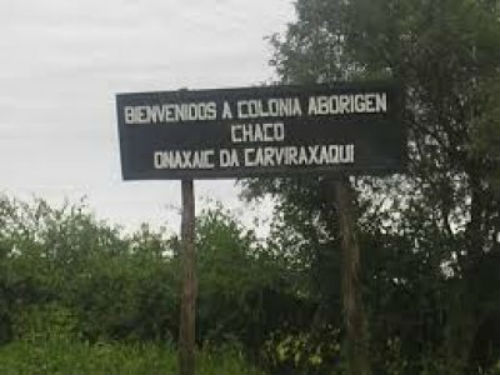 BIENVENIDOS A COLONIA ABORIGEN
CHACO
ONAXAIC DA CARVIRAXAQUI